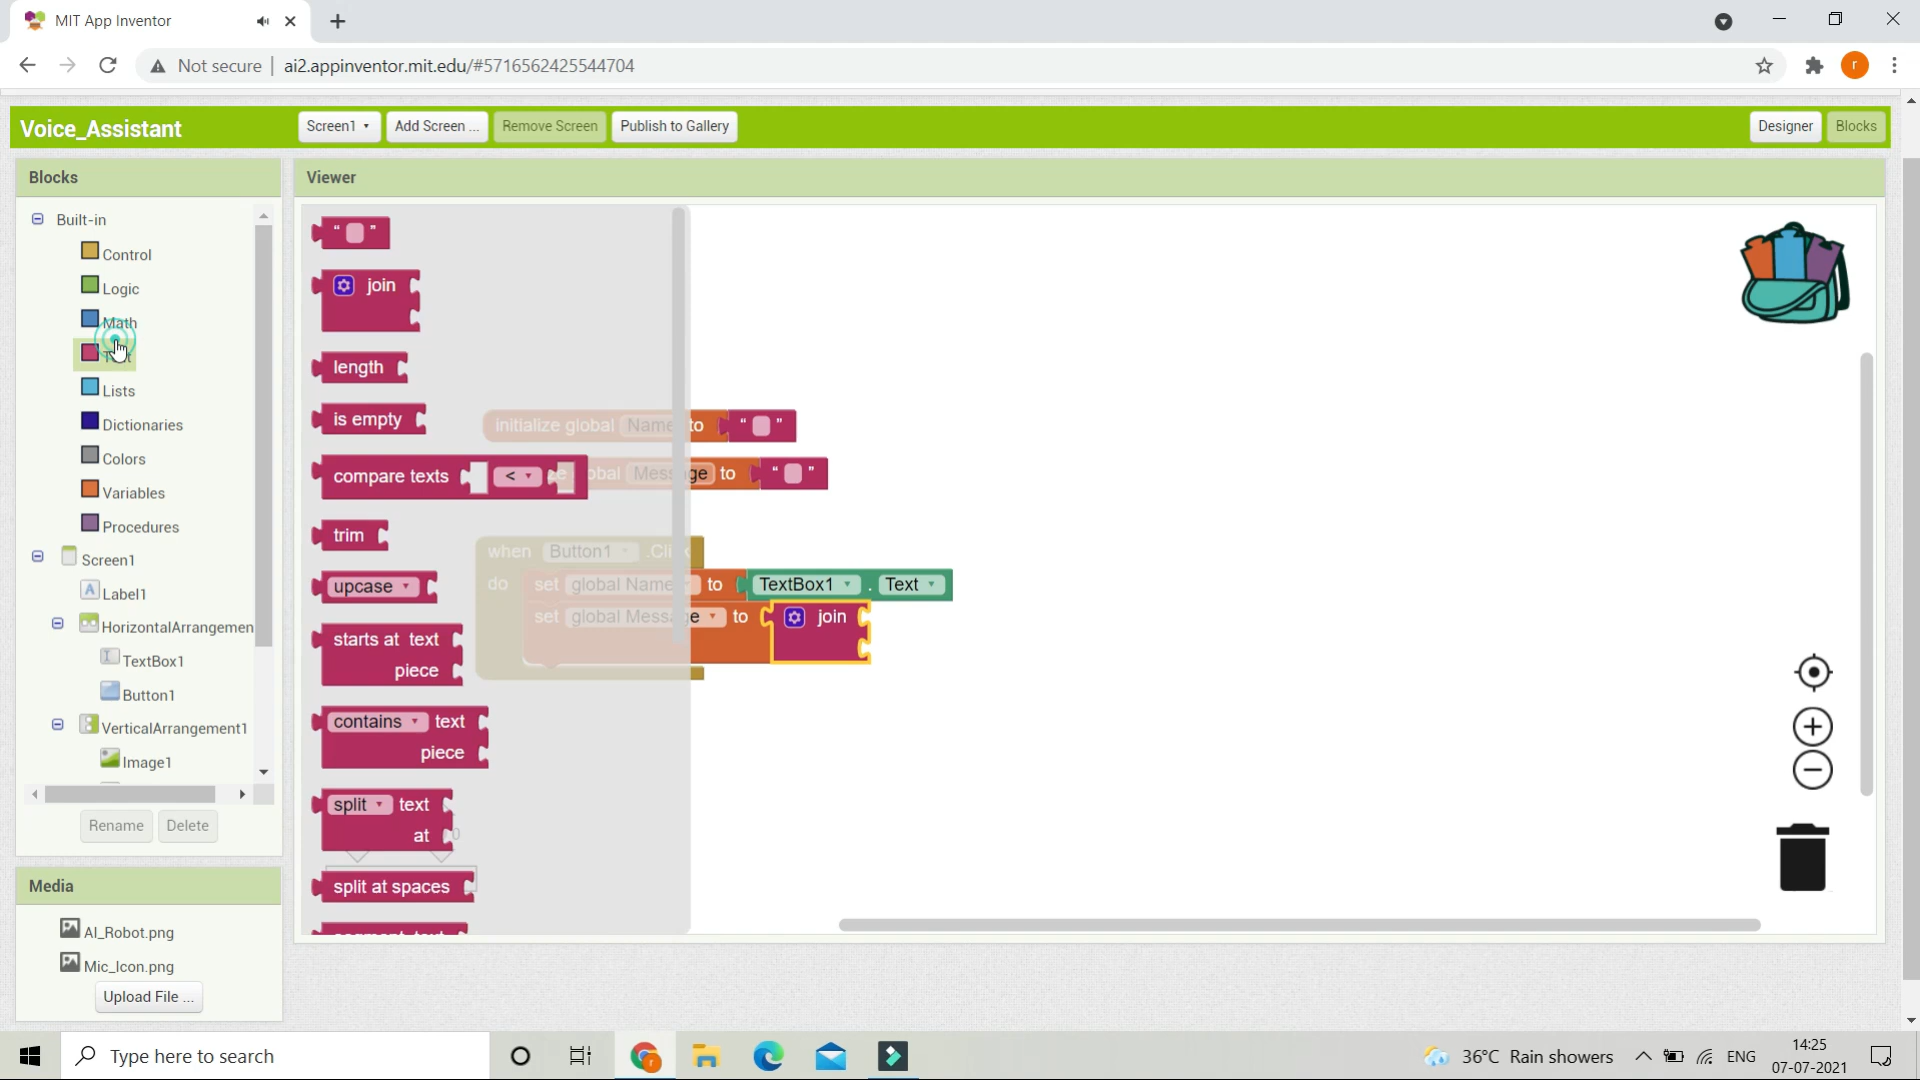 MIT App Inventor
Not secure
ai2.appinventor.mit.edu/#5716562425544704
r
Voice_Assistant
Screen1
Add Screen ...
Remove Screen
Publish to Gallery
Designer
Blocks
Blocks
Viewer
Built-in
Control
Logic
Math
Text
Lists
Dictionaries
Colors
Variables
Procedures
Screen1
Label1
HorizontalArrangemen
TextBox1
Button1
VerticalArrangement1
Image1
Rename
Delete
Media
AI_Robot.png
Mic_Icon.png
Upload File ...
“ ”
join
length
is empty
compare texts <
trim
upcase
starts at text
piece
contains text
piece
split text
at
split at spaces
initialize global Name to “ ”
bal Message to “ ”
when Button1 .Cli
do set global Name to TextBox1 . Text
set global Message to join
Type here to search
36°C Rain showers
ENG
14:25
07-07-2021